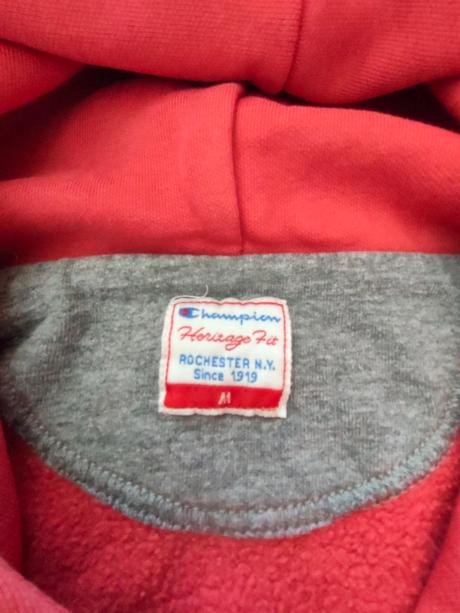 Champion
Heritage Fit
ROCHESTER N.Y.
Since 1919
M